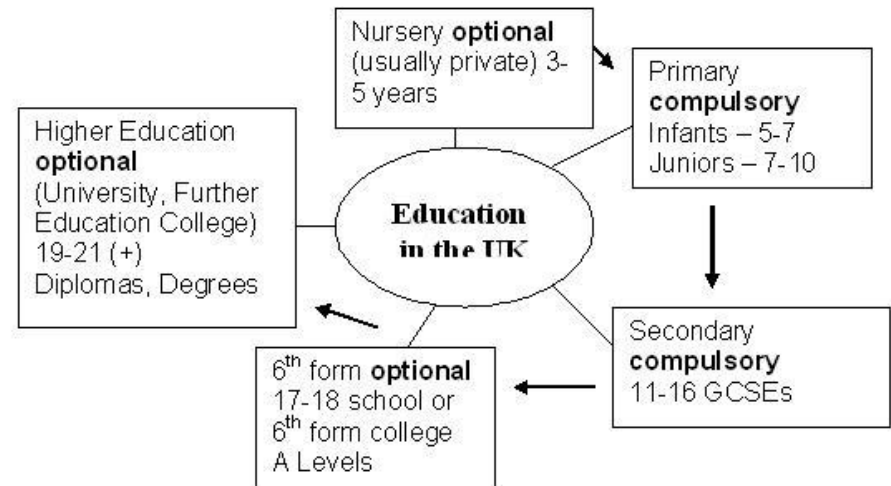 Nursery optional
(usually private) 3-
5 years
Primary
compulsory
Infants – 5-7
Juniors – 7-10
Higher Education
optional
(University, Further
Education College)
19-21 (+)
Diplomas, Degrees
Education
in the UK
Secondary
compulsory
11-16 GCSEs
6th form optional
17-18 school or
6th form college
A Levels